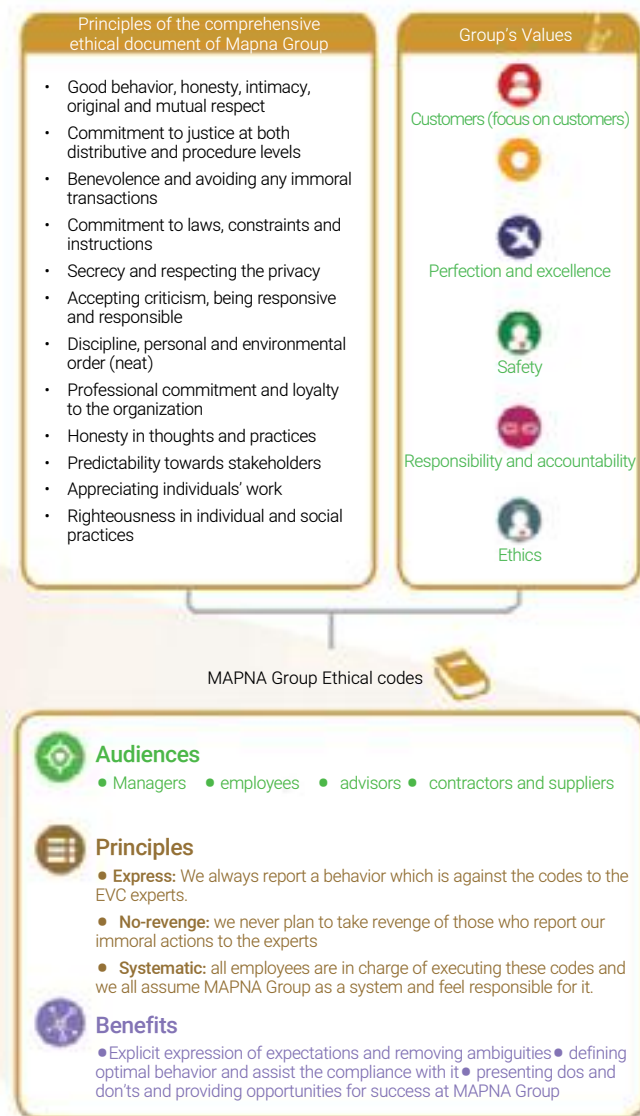 Principles of the comprehensive
ethical document of Mapna Group
• Good behavior, honesty, intimacy,
original and mutual respect
• Commitment to justice at both
distributive and procedure levels
• Benevolence and avoiding any immoral
transactions
• Commitment to laws, constraints and
instructions
• Secrecy and respecting the privacy
• Accepting criticism, being responsive
and responsible
• Discipline, personal and environmental
order (neat)
• Professional commitment and loyalty
to the organization
• Honesty in thoughts and practices
• Predictability towards stakeholders
• Appreciating individuals' work
• Righteousness in individual and social
practices
Group's Values
Customers (focus on customers)
Perfection and excellence
Safety
Responsibility and accountability
Ethics
MAPNA Group Ethical codes
Audiences
• Managers • employees • advisors • contractors and suppliers
Principles
• Express: We always report a behavior which is against the codes to the
EVC experts.
• No-revenge: we never plan to take revenge of those who report our
immoral actions to the experts
• Systematic: all employees are in charge of executing these codes and
we all assume MAPNA Group as a system and feel responsible for it.
Benefits
•Explicit expression of expectations and removing ambiguities• defining
optimal behavior and assist the compliance with it• presenting dos and
don'ts and providing opportunities for success at MAPNA Group